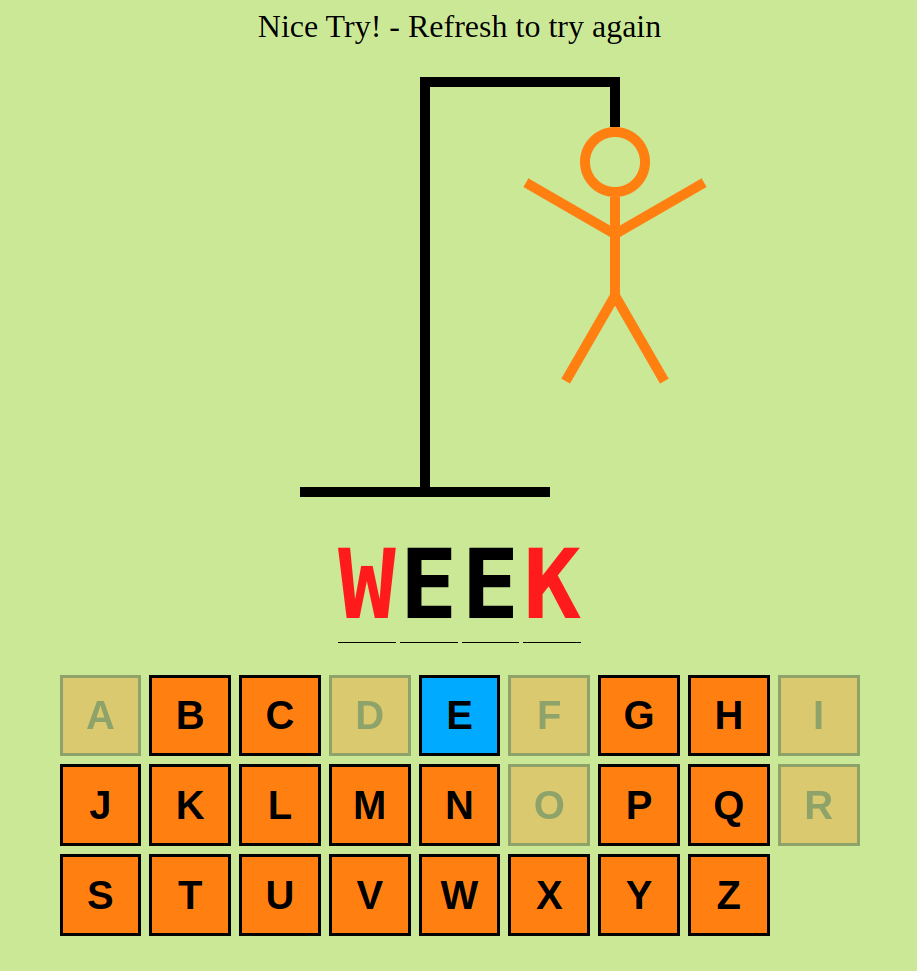 Nice Try! - Refresh to try again
WEEK
A B C D E F G H I
J K L M N O P Q R
S T U V W X Y Z